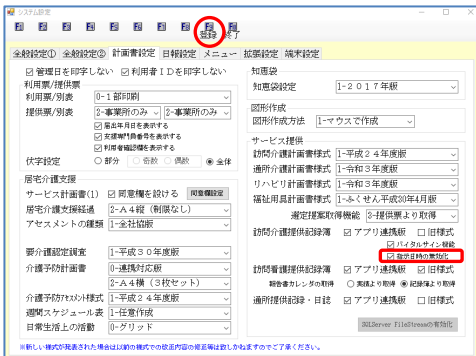 システム設定
登録 終了
全般設定① 全般設定② 計画書設定 日報設定 メニュー 拡張設定 端末設定
☑ 管理日を印字しない ☑ 利用者IDを印字しない
利用票/提供票
利用票/別表 0-1部印刷
提供票/別表 2-事業所のみ 2-事業所のみ
☑ 届出年月日を表示する
☑ 支援専門員番号を表示する
☑ 利用者確認欄を表示する
伏字設定 ○ 部分 ○ 奇数 ○ 偶数 ◉ 全体
居宅介護支援
サービス計画書(1) ☑ 同意欄を設ける 同意欄設定
居宅介護支援経過 2-A4縦（制限なし）
アセスメントの種類 1-全社協版
要介護認定調査 1-平成30年度版
介護予防計画書 0-連携対応版
2-A4横（3枚セット）
介護予防アセスメント様式 1-平成24年度版
週間スケジュール表 1-任意作成
日常生活上の活動 0-グリッド
知恵袋
知恵袋設定 1-2017年版
図形作成
図形作成方法 1-マウスで作成
サービス提供
訪問介護計画書様式 1-平成24年度版
通所介護計画書様式 1-令和3年度版
リハビリ計画書様式 1-令和3年度版
福祉用具計画書様式 1-ふくせん平成30年4月版
選定提案取得機能 3-提供票より取得
訪問介護提供記録簿 ☑ アプリ連携版 ☐ 旧様式
☑ バイタルサイン機能
☑ 指示日時の無効化
訪問看護提供記録簿 ☑ アプリ連携版 ☐ 旧様式
報告書カレンダの取得 ○ 実績より取得 ◉ 記録簿より取得
通所提供記録・日誌 ☑ アプリ連携版 ☐ 旧様式
SQLServer FileStreamの有効化
※新しい様式が発表された場合は以前の様式での改正内容の修正等は致しかねますのでご了承ください。